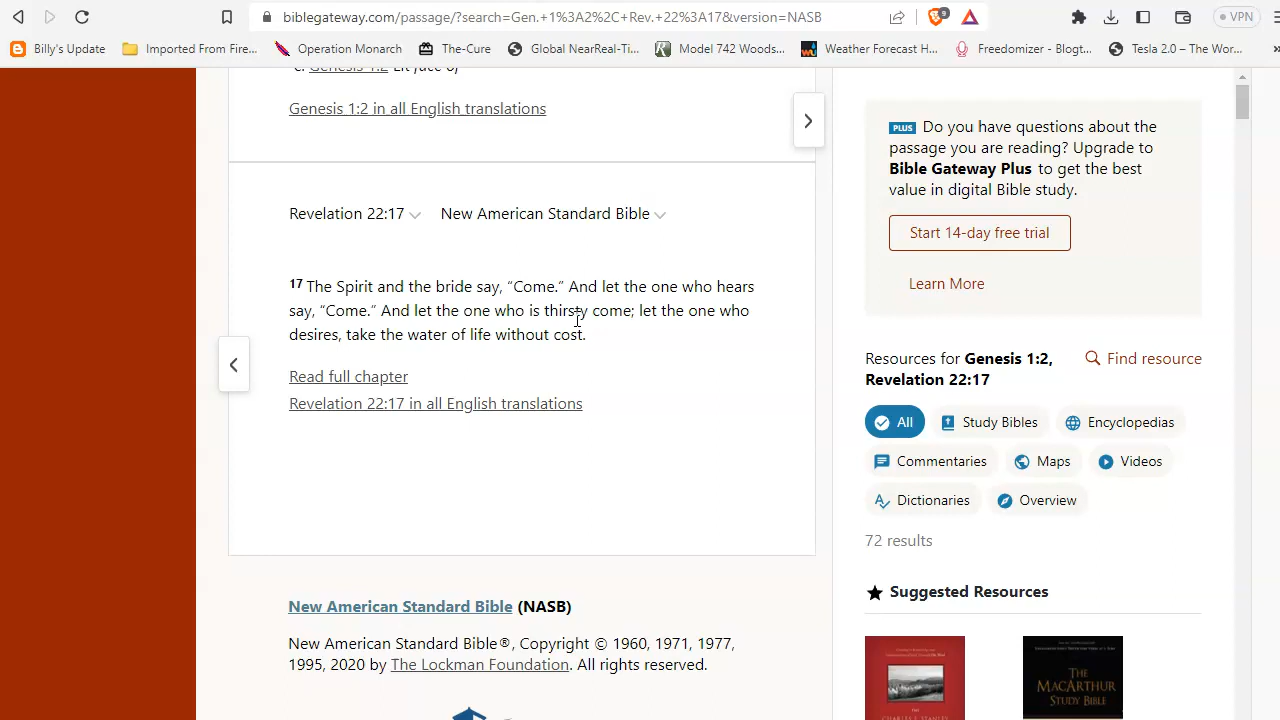 biblegateway.com/passage/?search=Gen.+1%3A2%2C+Rev.+22%3A17&version=NASB
9
VPN
Billy's Update
Imported From Fire...
Operation Monarch
The-Cure
Global NearReal-Ti...
Model 42 Woods...
Weather Forecast H...
Freedomizer - Blogt...
Tesla 2.0 – The Wor...
Genesis 1:2 in all English translations
Revelation 22:17
New American Standard Bible
17 The Spirit and the bride say, “Come.” And let the one who hears
say, “Come.” And let the one who is thirsty come; let the one who
desires, take the water of life without cost.
Read full chapter
Revelation 22:17 in all English translations
New American Standard Bible (NASB)
New American Standard Bible®, Copyright © 1960, 1971, 1977,
1995, 2020 by The Lockman Foundation. All rights reserved.
PLUS Do you have questions about the
passage you are reading? Upgrade to
Bible Gateway Plus to get the best
value in digital Bible study.
Start 14-day free trial
Learn More
Resources for Genesis 1:2,
Revelation 22:17
Find resource
All
Study Bibles
Encyclopedias
Commentaries
Maps
Videos
Dictionaries
Overview
72 results
Suggested Resources
THE
MACARTHUR
STUDY BIBLE